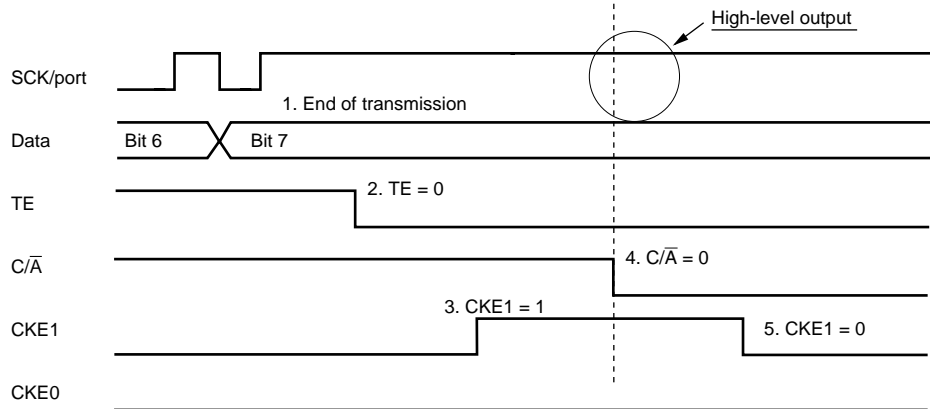 High-level output
SCK/port
1. End of transmission
Data
Bit 6
Bit 7
TE
2. TE = 0
C/A̅
4. C/A̅ = 0
3. CKE1 = 1
CKE1
5. CKE1 = 0
CKE0